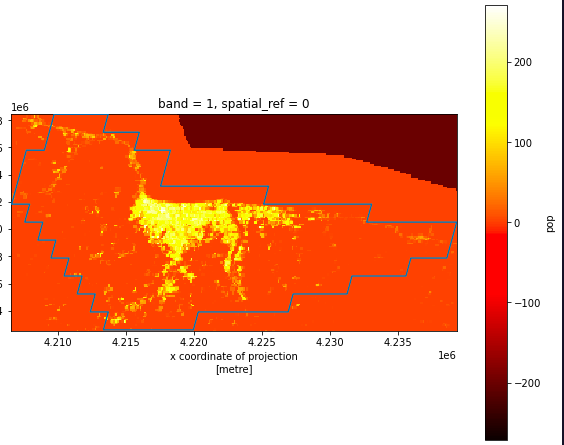 band = 1, spatial_ref = 0
1e6
200
100
0
−100
−200
pop
4.210
4.215
4.220
4.225
4.230
4.235
1e6
x coordinate of projection
[metre]